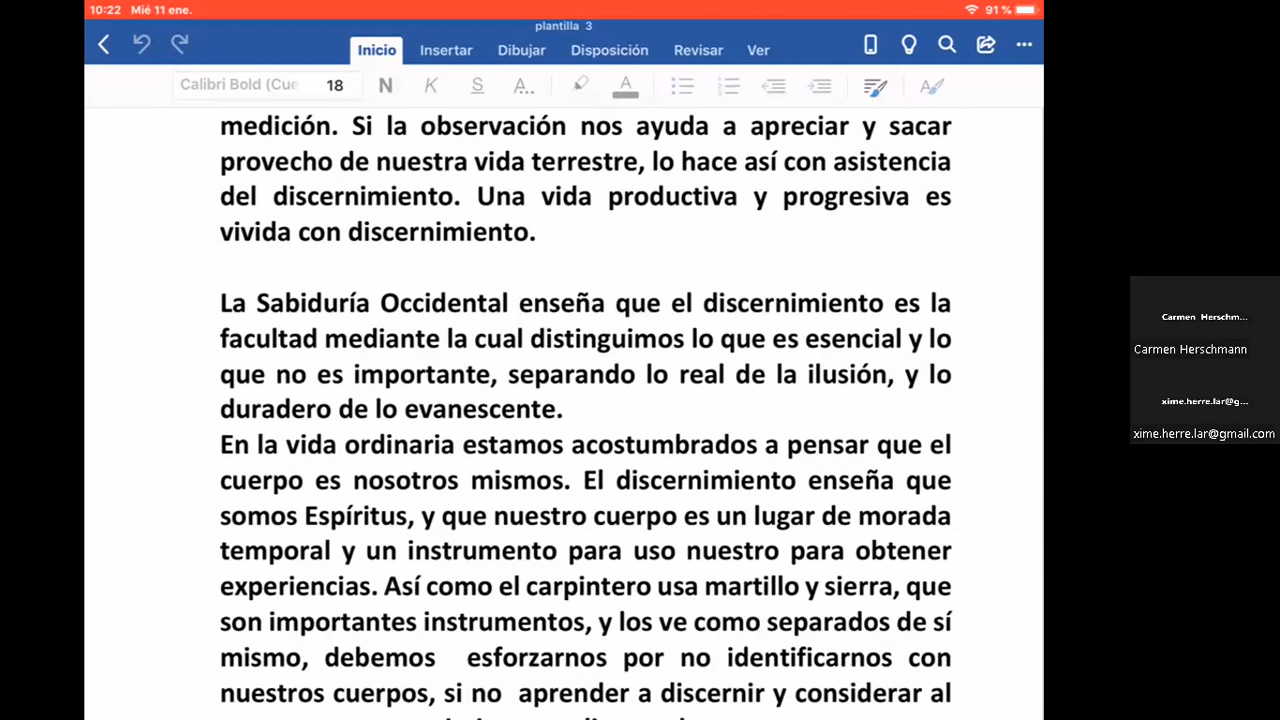 10:22 Mié 11 ene.
91 %
plantilla 3
Inicio Insertar Dibujar Disposición Revisar Ver
Calibri Bold (Cue 18 N K S A... A
medición. Si la observación nos ayuda a apreciar y sacar
provecho de nuestra vida terrestre, lo hace así con asistencia
del discernimiento. Una vida productiva y progresiva es
vivida con discernimiento.
La Sabiduría Occidental enseña que el discernimiento es la
facultad mediante la cual distinguimos lo que es esencial y lo
que no es importante, separando lo real de la ilusión, y lo
duradero de lo evanescente.
En la vida ordinaria estamos acostumbrados a pensar que el
cuerpo es nosotros mismos. El discernimiento enseña que
somos Espíritus, y que nuestro cuerpo es un lugar de morada
temporal y un instrumento para uso nuestro para obtener
experiencias. Así como el carpintero usa martillo y sierra, que
son importantes instrumentos, y los ve como separados de sí
mismo, debemos esforzarnos por no identificarnos con
nuestros cuerpos, si no aprender a discernir y considerar al
Carmen Herschm...
Carmen Herschmann
xime.herre.lar@g...
xime.herre.lar@gmail.com